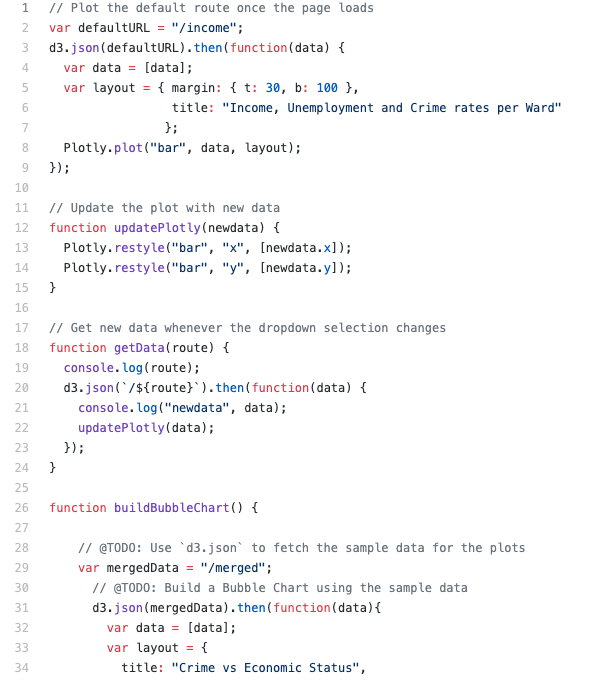 1 // Plot the default route once the page loads
2 var defaultURL = "/income";
3 d3.json(defaultURL).then(function(data) {
4   var data = [data];
5   var layout = { margin: { t: 30, b: 100 },
6                  title: "Income, Unemployment and Crime rates per Ward"
7                 };
8   Plotly.plot("bar", data, layout);
9 });
10
11 // Update the plot with new data
12 function updatePlotly(newdata) {
13   Plotly.restyle("bar", "x", [newdata.x]);
14   Plotly.restyle("bar", "y", [newdata.y]);
15 }
16
17 // Get new data whenever the dropdown selection changes
18 function getData(route) {
19   console.log(route);
20   d3.json(`/${route}`).then(function(data) {
21     console.log("newdata", data);
22     updatePlotly(data);
23   });
24 }
25
26 function buildBubbleChart() {
27
28     // @TODO: Use `d3.json` to fetch the sample data for the plots
29     var mergedData = "/merged";
30       // @TODO: Build a Bubble Chart using the sample data
31       d3.json(mergedData).then(function(data){
32         var data = [data];
33         var layout = {
34           title: "Crime vs Economic Status",